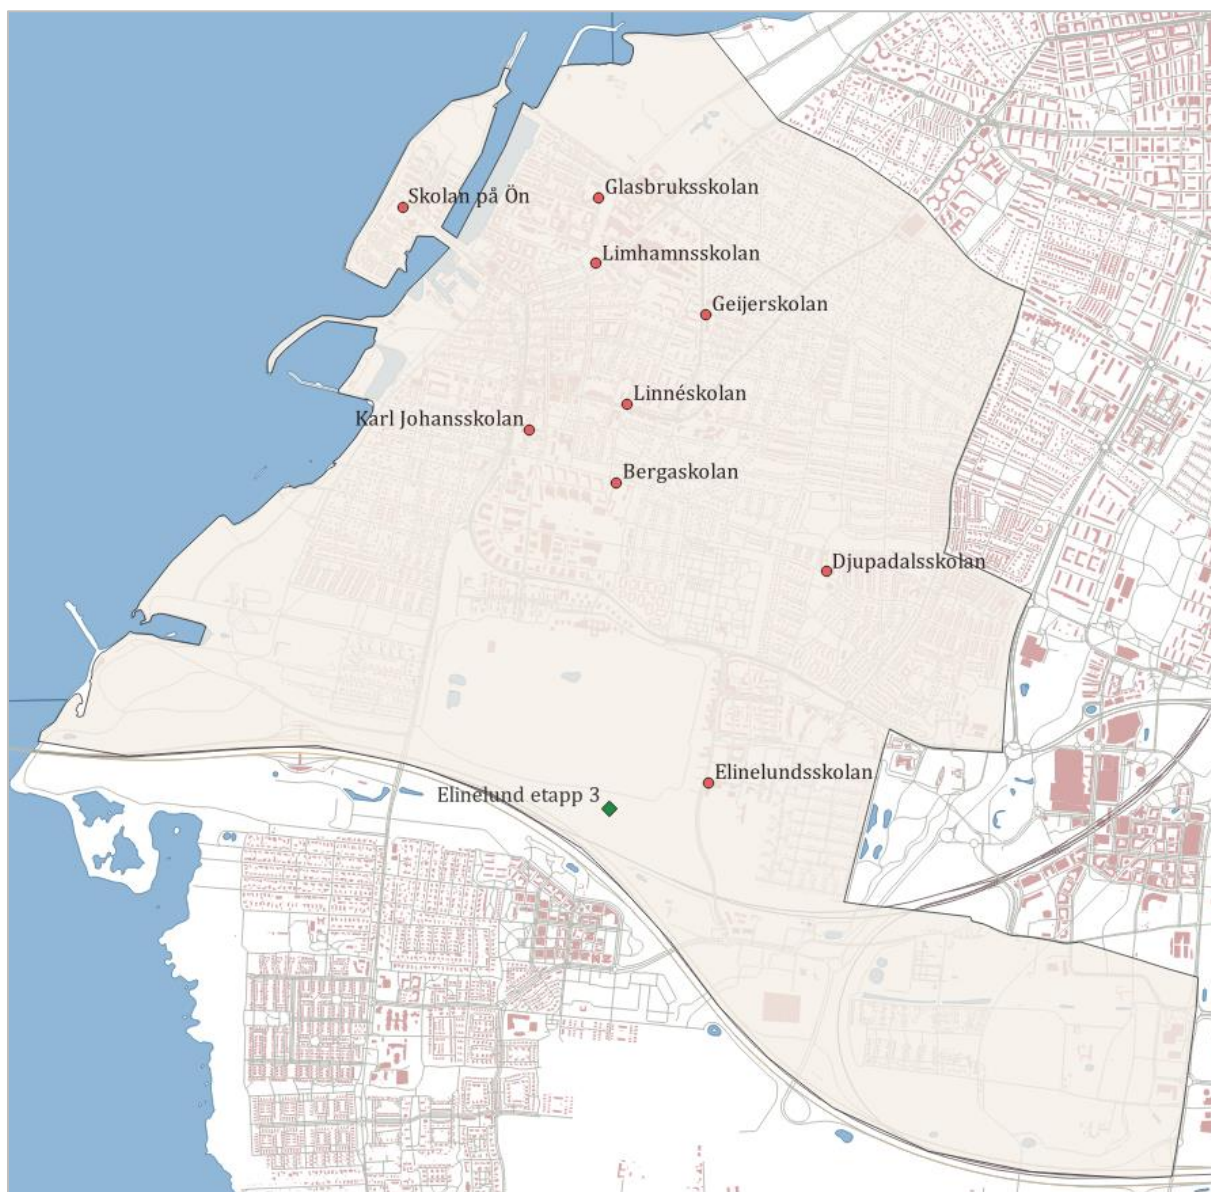 Skolan på Ön
Glasbruksskolan
Limhamnsskolan
Geijerskolan
Linnéskolan
Karl Johansskolan
Bergaskolan
Djupadalsskolan
Elinelundsskolan
Elinelund etapp 3